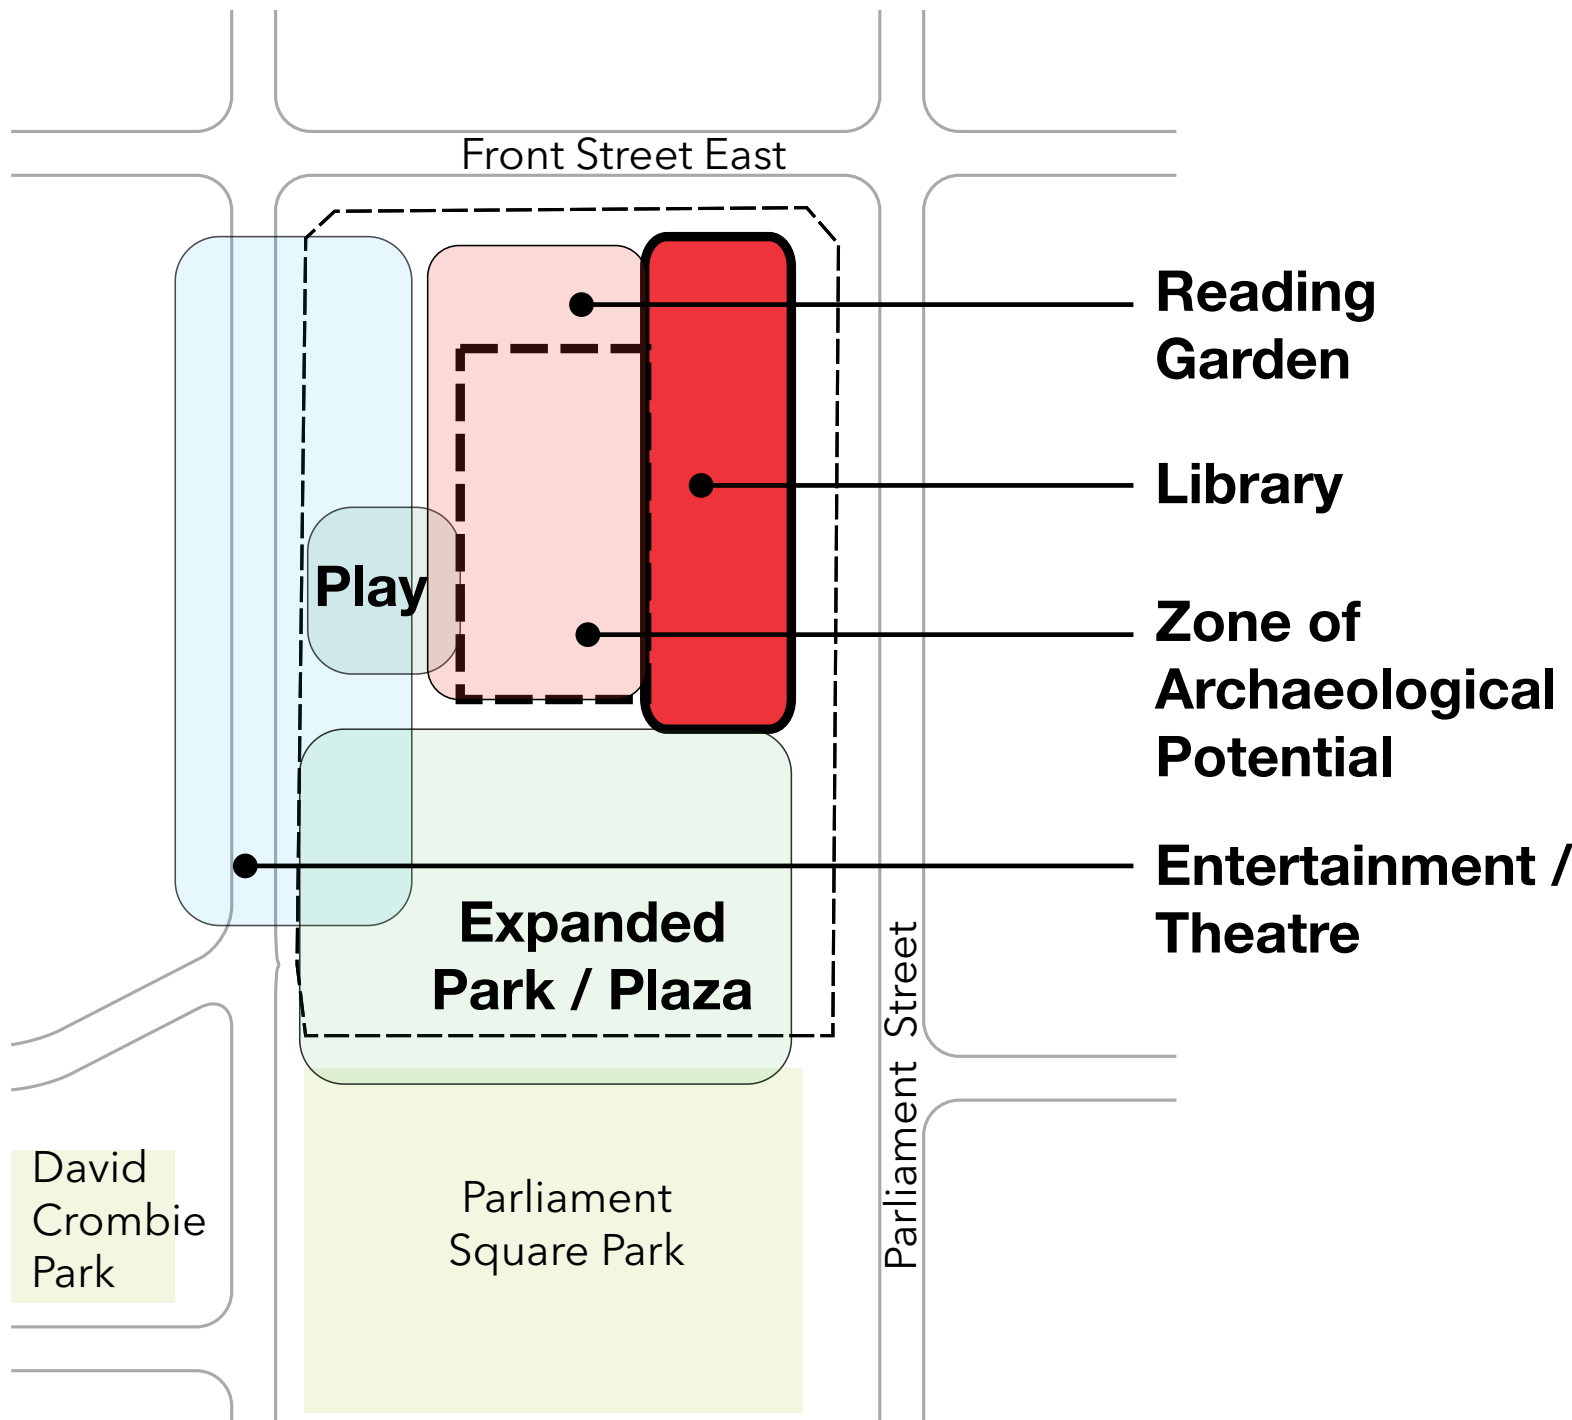 Front Street East
Reading
Garden
Library
Play
Zone of
Archaeological
Potential
Entertainment /
Theatre
Expanded
Park / Plaza
Parliament Street
David
Crombie
Park
Parliament
Square Park